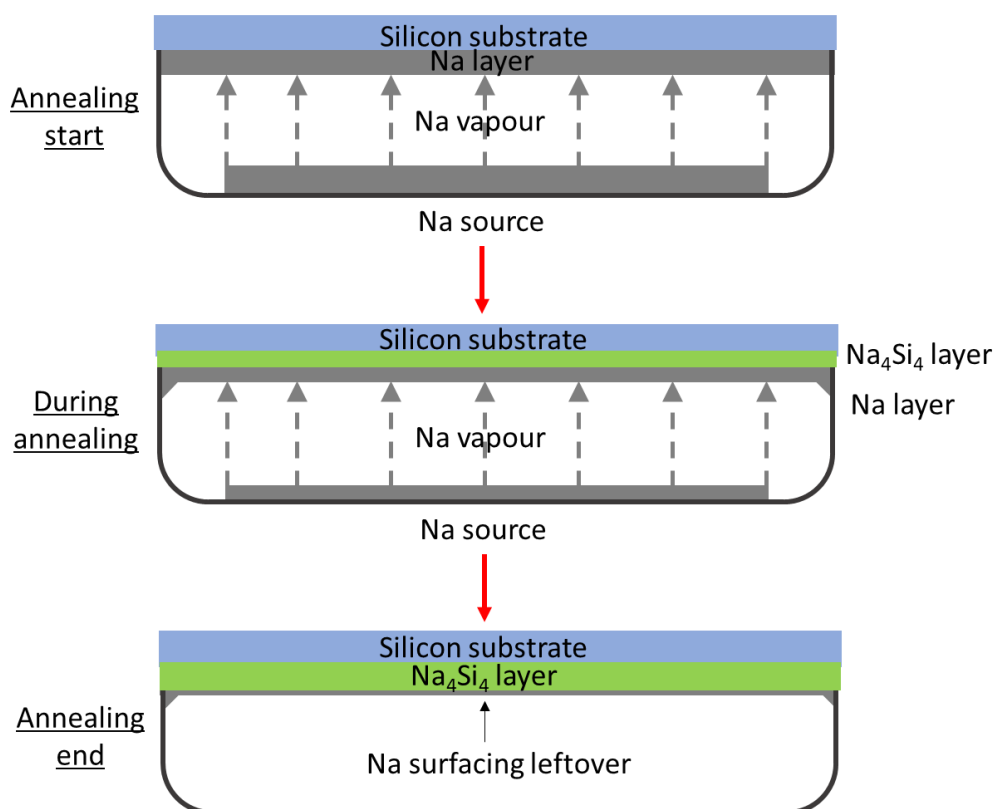 Silicon substrate
Na layer
Annealing
start
Na vapour
Na source
Silicon substrate
Na₄Si₄ layer
During
annealing
Na layer
Na vapour
Na source
Silicon substrate
Na₄Si₄ layer
Annealing
end
Na surfacing leftover